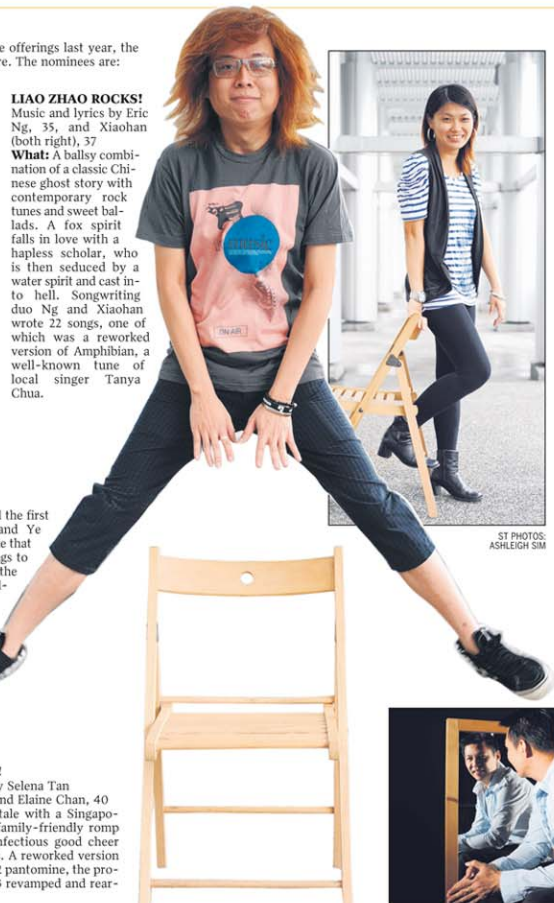 e offerings last year, the
e. The nominees are:
LIAO ZHAO ROCKS!
Music and lyrics by Eric
Ng, 35, and Xiaohan
(both right), 37
What: A ballsy combi-
nation of a classic Chi-
nese ghost story with
contemporary rock
tunes and sweet bal-
lads. A fox spirit
falls in love with a
hapless scholar, who
is then seduced by a
water spirit and cast in-
to hell. Songwriting
duo Ng and Xiaohan
wrote 22 songs, one of
which was a reworked
version of Amphibian, a
well-known tune of
local singer Tanya
Chua.
music
ON AIR
ST PHOTOS:
ASHLEIGH SIM
l the first
and Ye
e that
gs to
the
l-
!
y Selena Tan
nd Elaine Chan, 40
tale with a Singapo-
family-friendly romp
nfectious good cheer
. A reworked version
2 pantomine, the pro-
s revamped and rear-